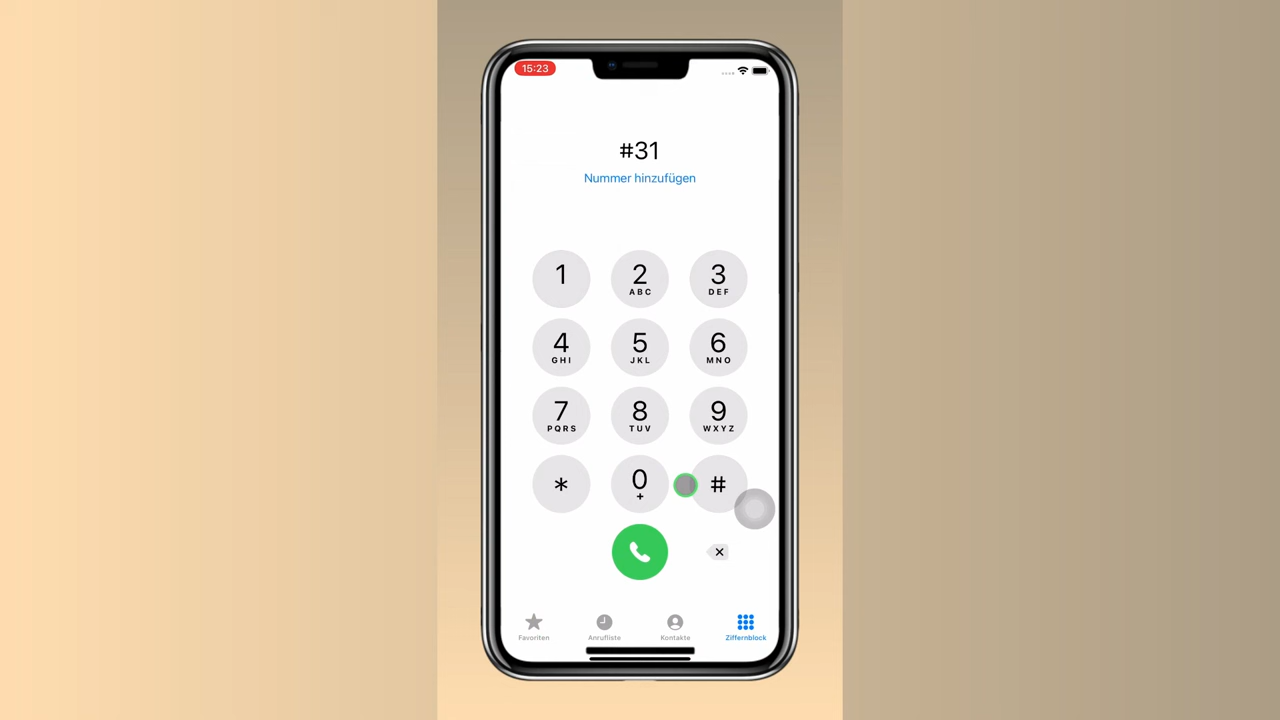 15:23
#31
Nummer hinzufügen
1
2
ABC
3
DEF
4
GHI
5
JKL
6
MNO
7
PQRS
8
TUV
9
WXYZ
*
0
+
#
Favoriten
Anrufliste
Kontakte
Ziffernblock